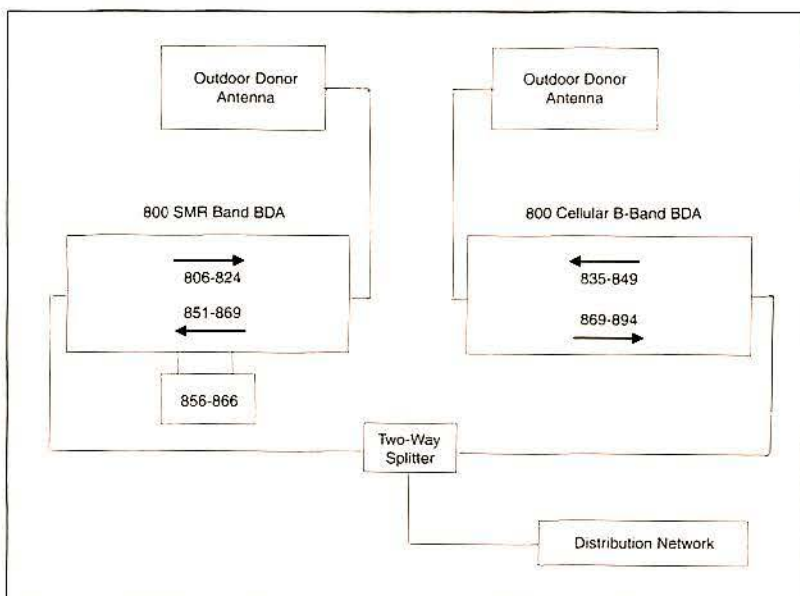 Outdoor Donor
Antenna
Outdoor Donor
Antenna
800 SMR Band BDA
800 Cellular B-Band BDA
806-824
851-869
835-849
869-894
856-866
Two-Way
Splitter
Distribution Network